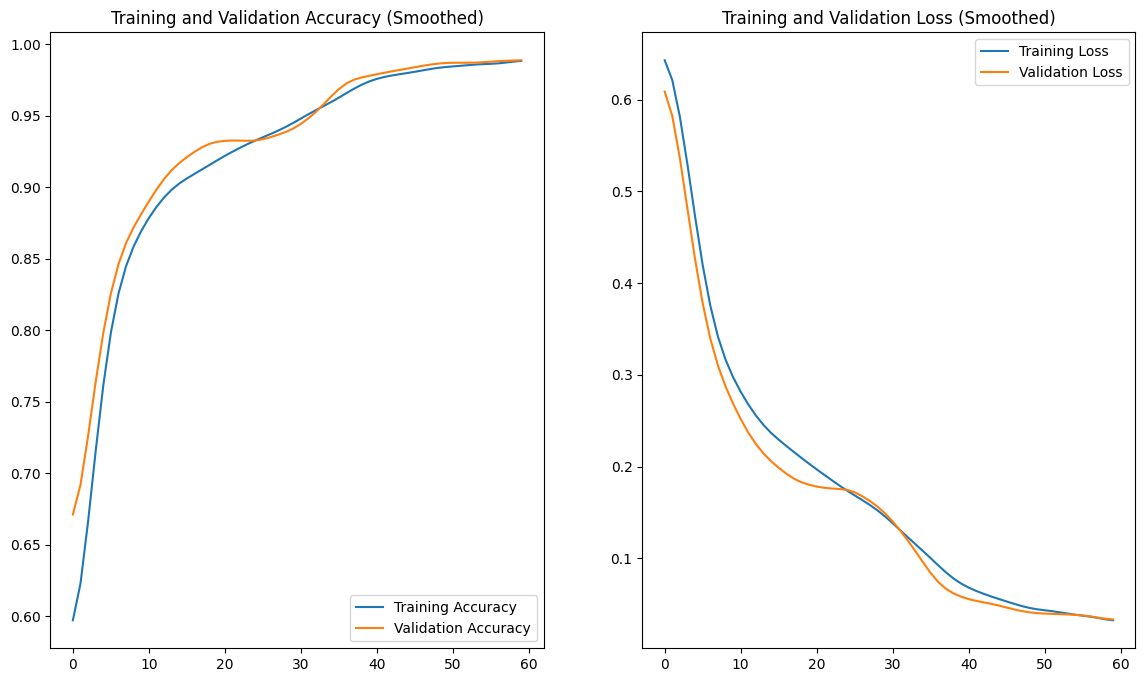 Training and Validation Accuracy (Smoothed)
1.00
0.95
0.90
0.85
0.80
0.75
0.70
0.65
0.60
0 10 20 30 40 50 60
Training Accuracy
Validation Accuracy
Training and Validation Loss (Smoothed)
0.6
0.5
0.4
0.3
0.2
0.1
0 10 20 30 40 50 60
Training Loss
Validation Loss